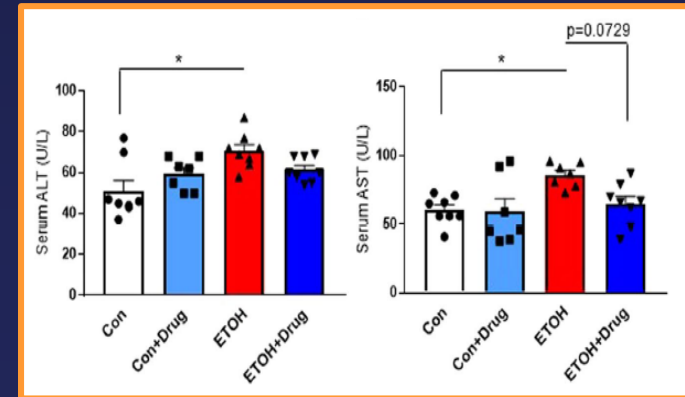 p=0.0729
*
*
Serum ALT (U/L)
100
80
60
40
20
0
Con
Con+Drug
ETOH
ETOH+Drug
Serum AST (U/L)
150
100
50
0
Con
Con+Drug
ETOH
ETOH+Drug